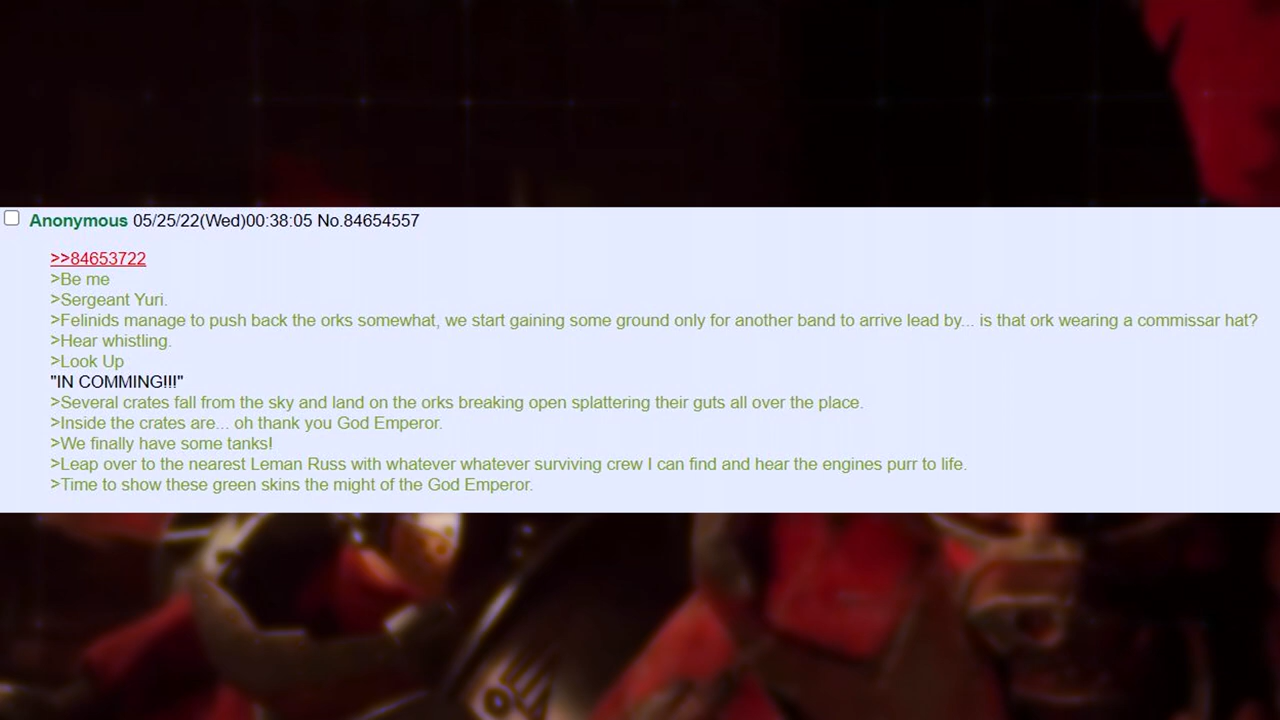 Anonymous 05/25/22(Wed)00:38:05 No.84654557
>>84653722
>Be me
>Sergeant Yuri.
>Felinids manage to push back the orks somewhat, we start gaining some ground only for another band to arrive lead by... is that ork wearing a commissar hat?
>Hear whistling.
>Look Up
"IN COMMING!!!"
>Several crates fall from the sky and land on the orks breaking open splattering their guts all over the place.
>Inside the crates are... oh thank you God Emperor.
>We finally have some tanks!
>Leap over to the nearest Leman Russ with whatever whatever surviving crew I can find and hear the engines purr to life.
>Time to show these green skins the might of the God Emperor.